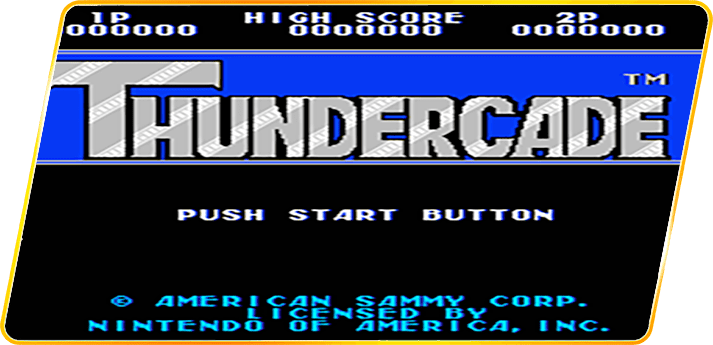 1P HIGH SCORE 2P
000000 0000000 0000000
THUNDERCADE TM
PUSH START BUTTON
© AMERICAN SAMMY CORP.
LICENSED BY
NINTENDO OF AMERICA, INC.